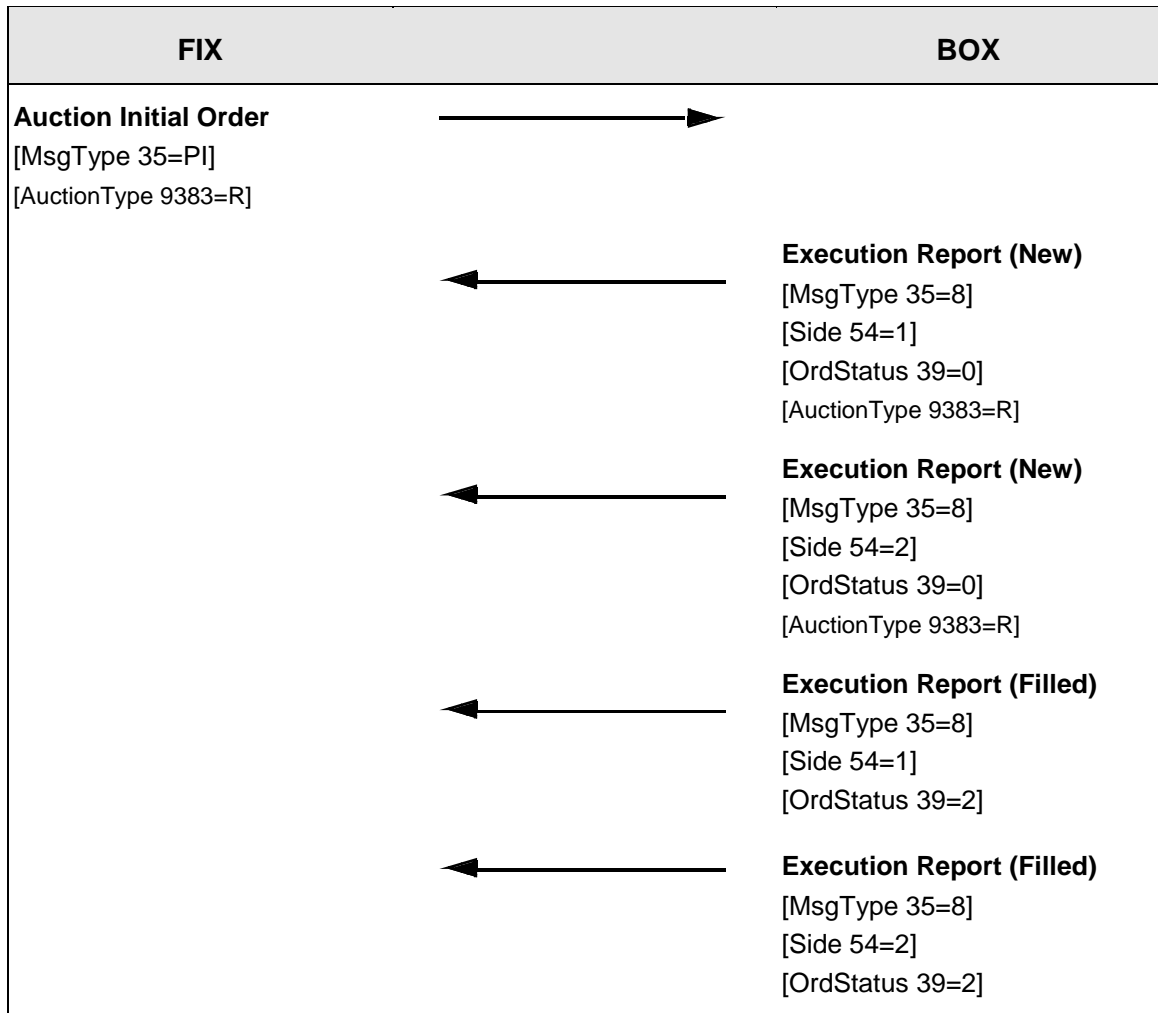 FIX
BOX
Auction Initial Order
[MsgType 35=PI]
[AuctionType 9383=R]
Execution Report (New)
[MsgType 35=8]
[Side 54=1]
[OrdStatus 39=0]
[AuctionType 9383=R]
Execution Report (New)
[MsgType 35=8]
[Side 54=2]
[OrdStatus 39=0]
[AuctionType 9383=R]
Execution Report (Filled)
[MsgType 35=8]
[Side 54=1]
[OrdStatus 39=2]
Execution Report (Filled)
[MsgType 35=8]
[Side 54=2]
[OrdStatus 39=2]